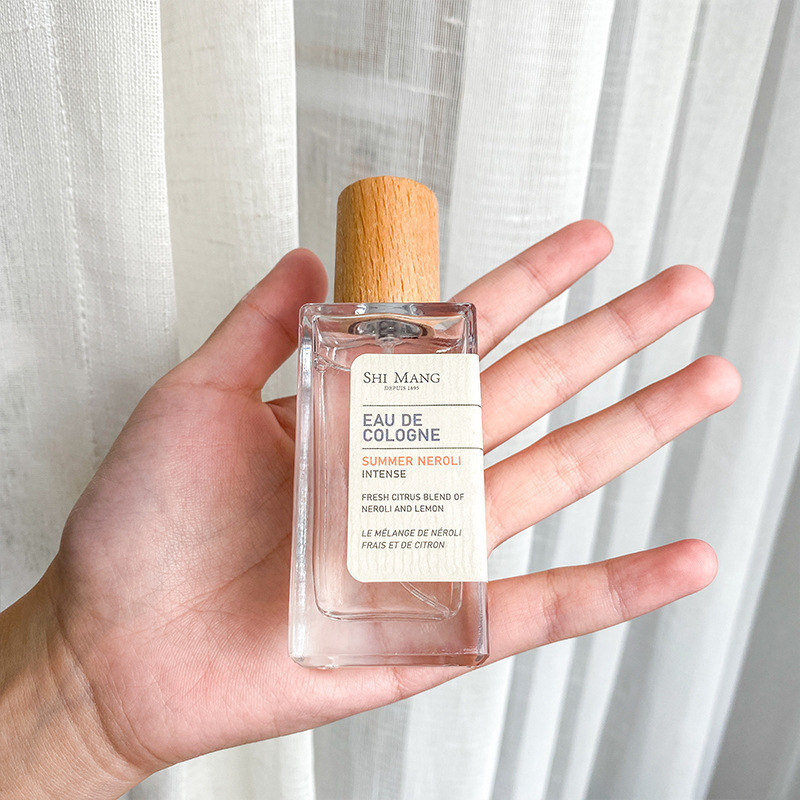 SHI MANG
DEPUIS 1899
EAU DE
COLOGNE
SUMMER NEROLI
INTENSE
FRESH CITRUS BLEND OF
NEROLI AND LEMON
LE MÉLANGE DE NÉROLI
FRAIS ET DE CITRON